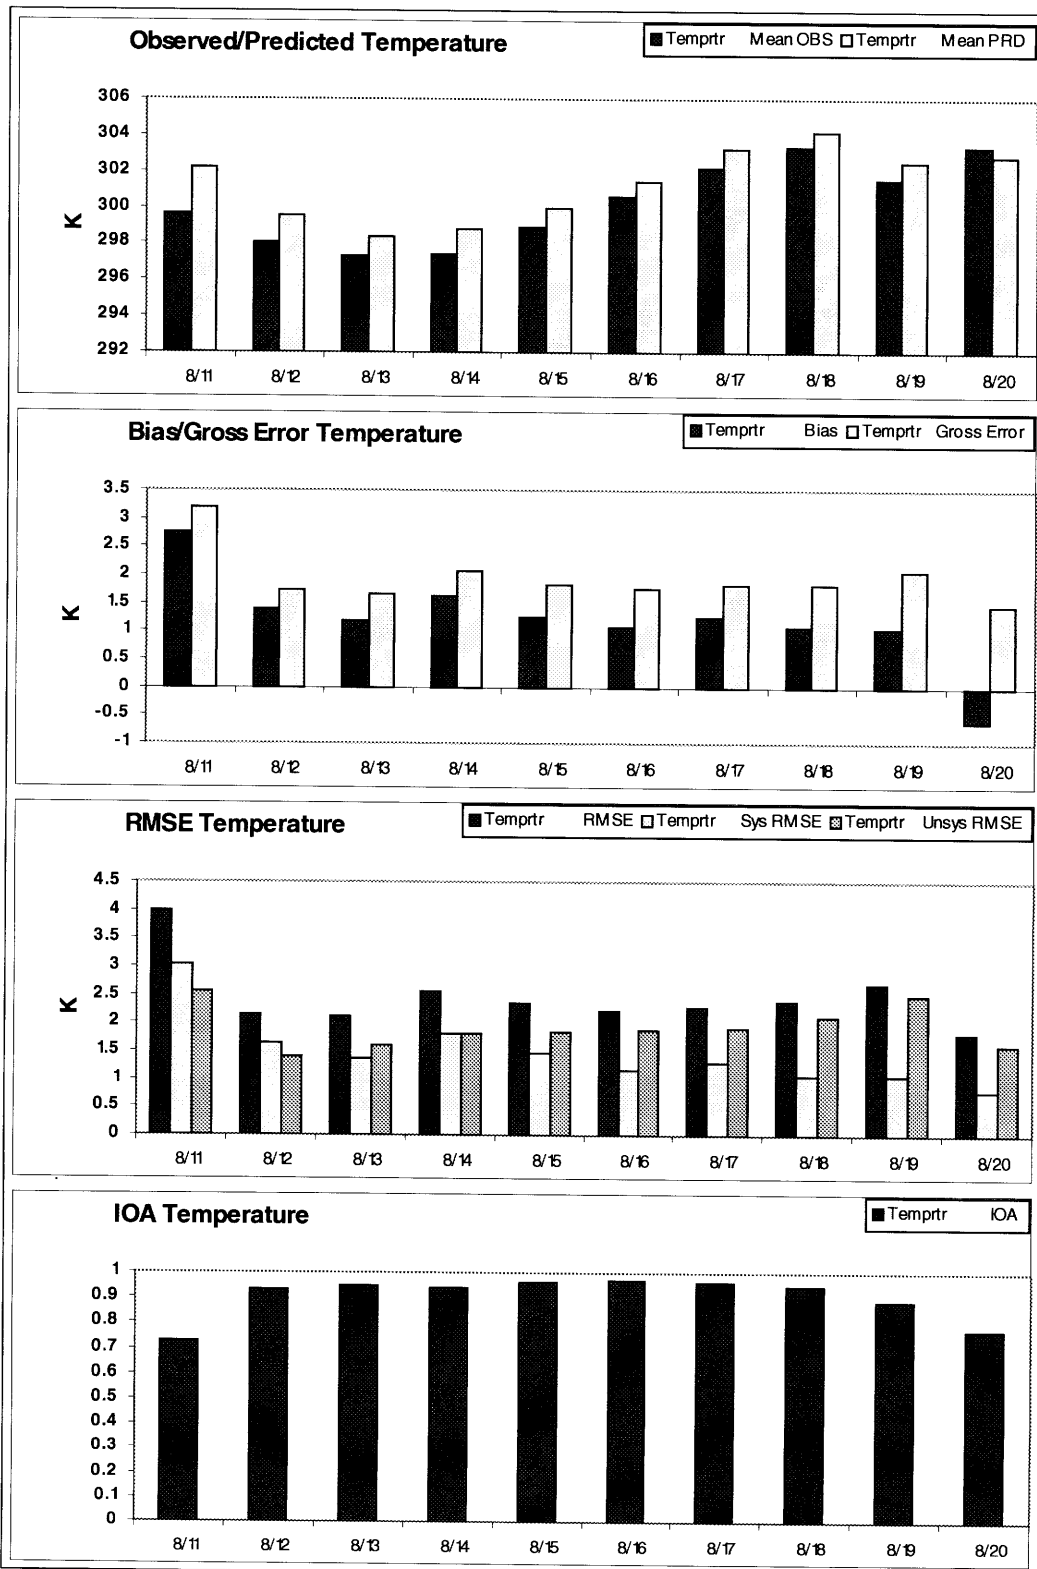 Observed/Predicted Temperature
Temprtr Mean OBS Temprtr Mean PRD
306
304
302
300
298
296
294
292
K
8/11 8/12 8/13 8/14 8/15 8/16 8/17 8/18 8/19 8/20
Bias/Gross Error Temperature
Temprtr Bias Temprtr Gross Error
3.5
3
2.5
2
1.5
1
0.5
0
-0.5
-1
K
8/11 8/12 8/13 8/14 8/15 8/16 8/17 8/18 8/19 8/20
RMSE Temperature
Temprtr RMSE Temprtr Sys RMSE Temprtr Unsys RMSE
4.5
4
3.5
3
2.5
2
1.5
1
0.5
0
K
8/11 8/12 8/13 8/14 8/15 8/16 8/17 8/18 8/19 8/20
IOA Temperature
Temprtr IOA
1
0.9
0.8
0.7
0.6
0.5
0.4
0.3
0.2
0.1
0
8/11 8/12 8/13 8/14 8/15 8/16 8/17 8/18 8/19 8/20